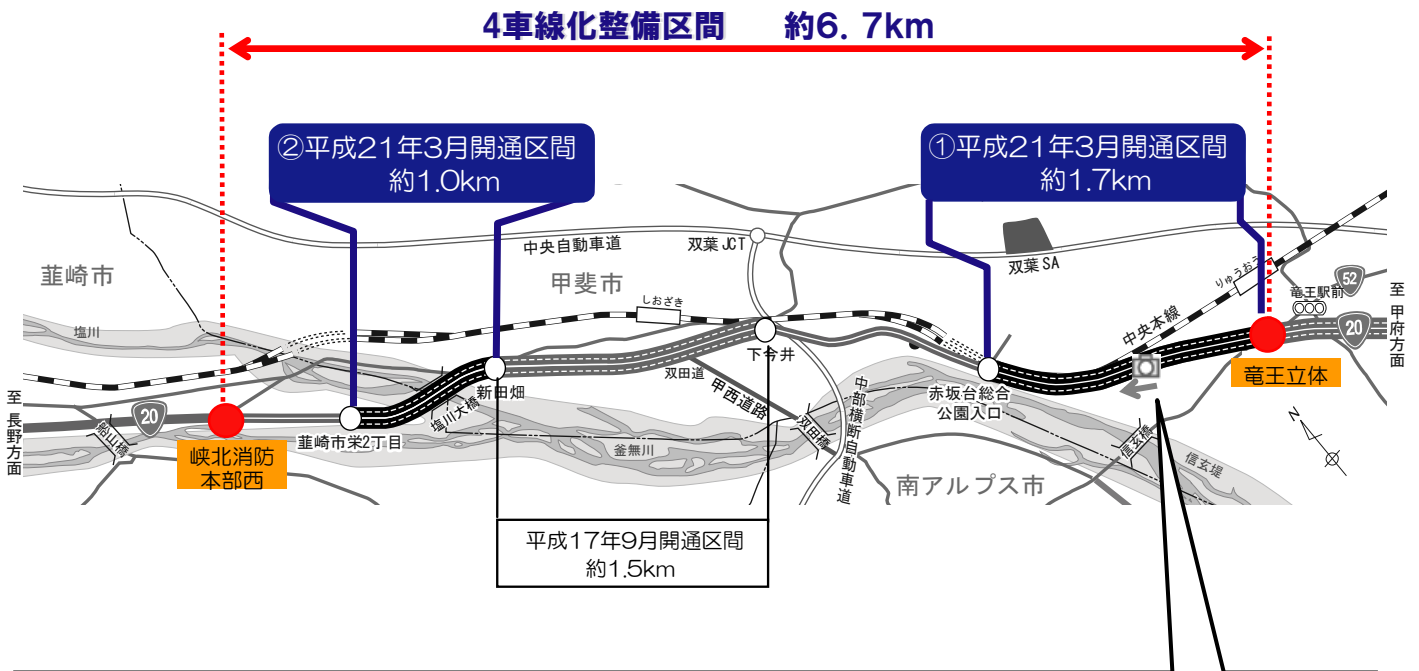 4車線化整備区間　　約6．7km
②平成21年3月開通区間
約1.0km
①平成21年3月開通区間
約1.7km
中央自動車道
双葉JCT
双葉SA
りゅうおう
52
至 甲府方面
韮崎市
甲斐市
しおざき
竜王駅前
塩川
中央本線
20
下今井
竜王立体
新田畑
双田道
甲西道路
赤坂台総合
公園入口
至 長野方面
船山橋
20
韮崎市栄2丁目
塩川大橋
双田橋
中部横断自動車道
信玄橋
信玄堤
N
峡北消防
本部西
釜無川
南アルプス市
平成17年9月開通区間
約1.5km